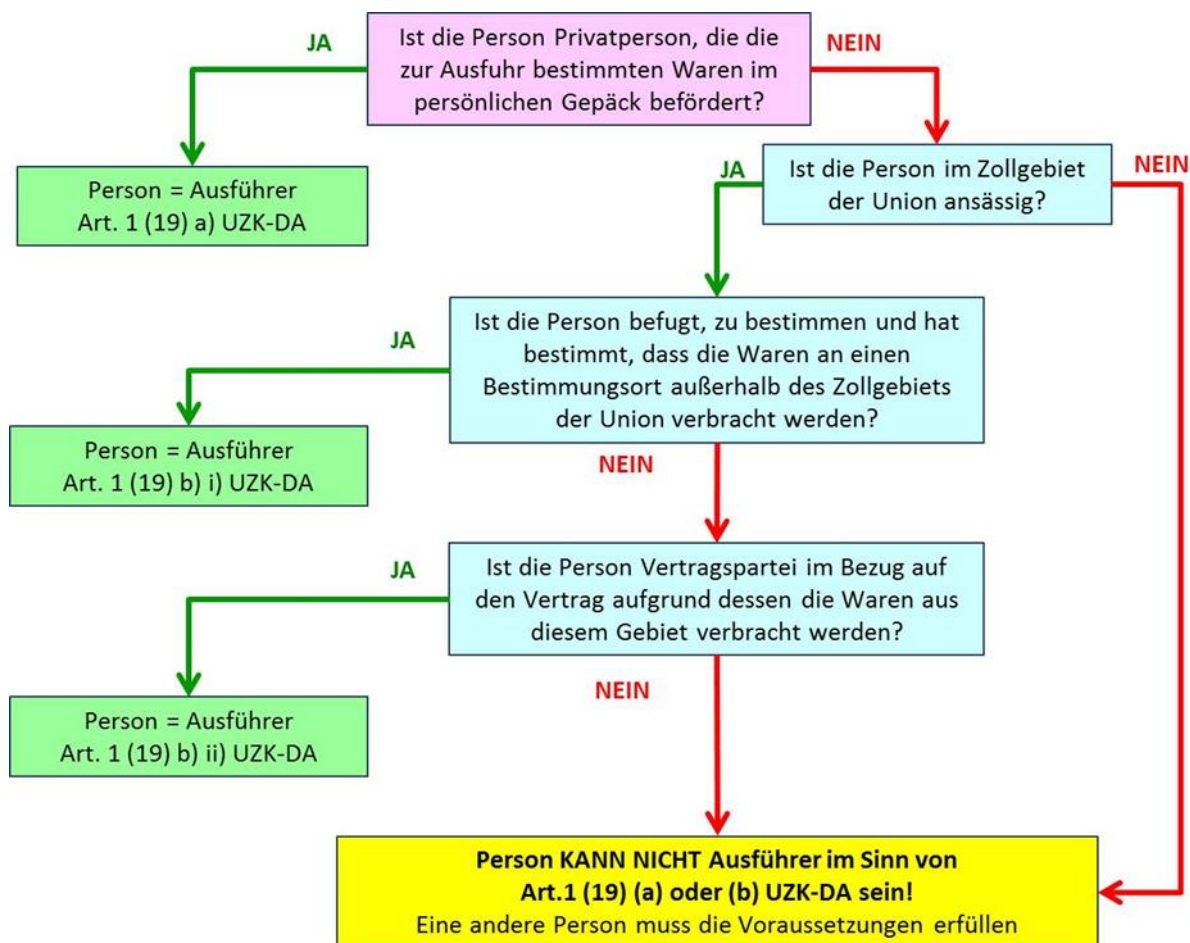 JA
Ist die Person Privatperson, die die
zur Ausfuhr bestimmten Waren im
persönlichen Gepäck befördert?
NEIN
Person = Ausführer
Art. 1 (19) a) UZK-DA
JA
Ist die Person im Zollgebiet
der Union ansässig?
NEIN
JA
Ist die Person befugt, zu bestimmen und hat
bestimmt, dass die Waren an einen
Bestimmungsort außerhalb des Zollgebiets
der Union verbracht werden?
Person = Ausführer
Art. 1 (19) b) i) UZK-DA
NEIN
JA
Ist die Person Vertragspartei im Bezug auf
den Vertrag aufgrund dessen die Waren aus
diesem Gebiet verbracht werden?
Person = Ausführer
Art. 1 (19) b) ii) UZK-DA
NEIN
Person KANN NICHT Ausführer im Sinn von
Art.1 (19) (a) oder (b) UZK-DA sein!
Eine andere Person muss die Voraussetzungen erfüllen